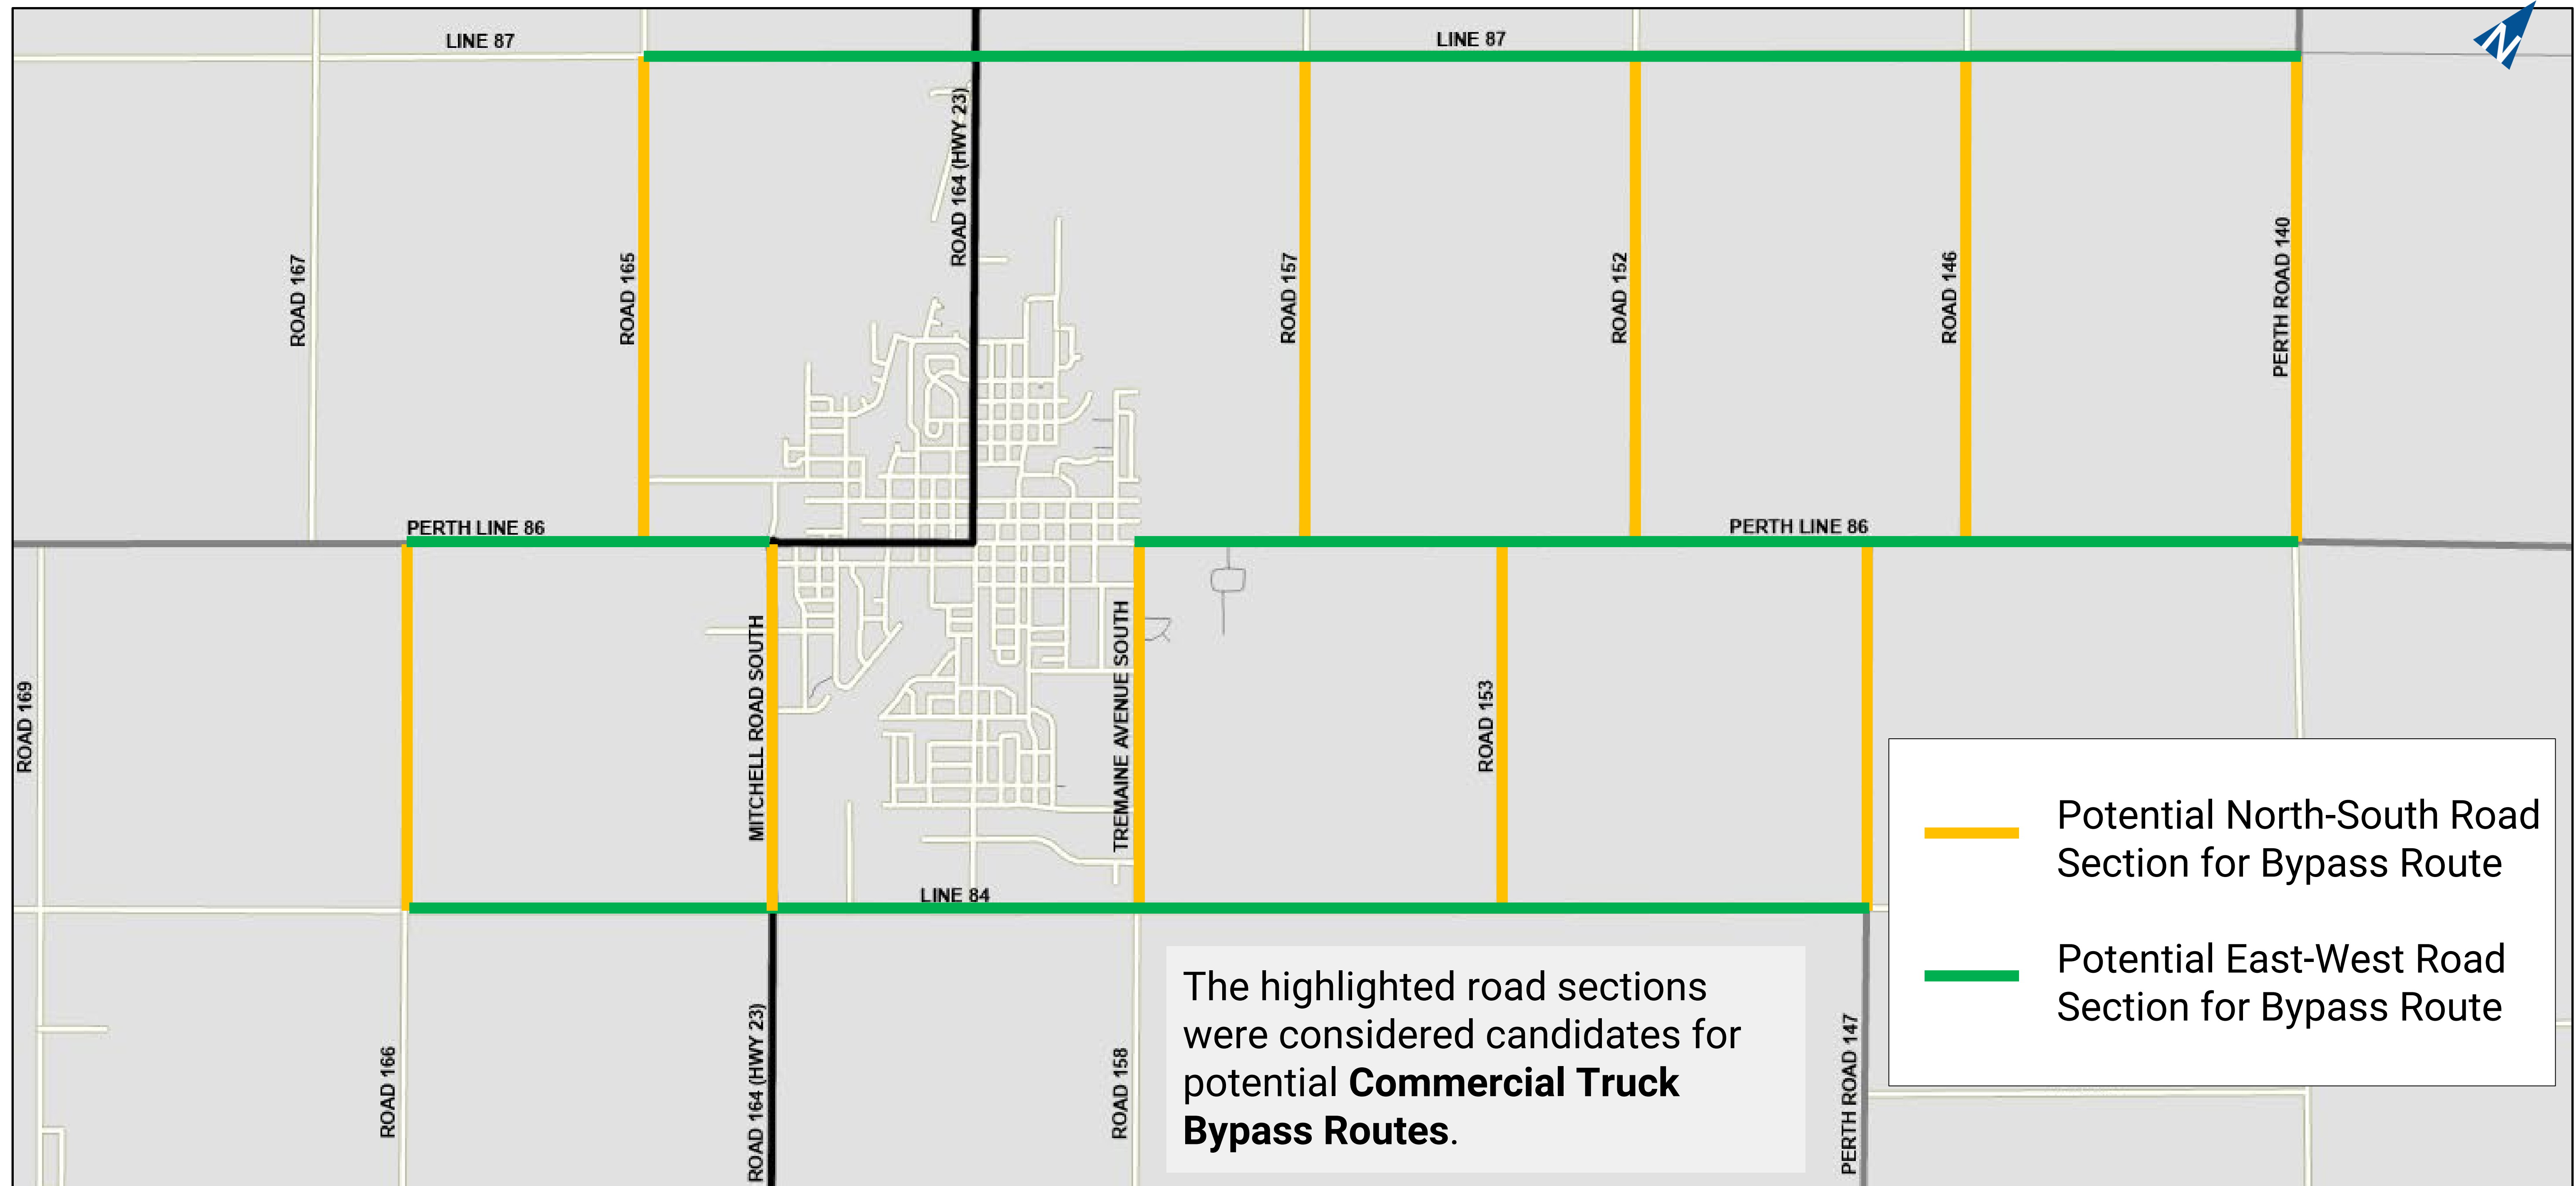 LINE 87
LINE 87
N
ROAD 164 (HWY 23)
ROAD 167
ROAD 165
ROAD 157
ROAD 152
ROAD 146
PERTH ROAD 140
PERTH LINE 86
PERTH LINE 86
ROAD 169
MITCHELL ROAD SOUTH
TREMAINE AVENUE SOUTH
ROAD 153
LINE 84
ROAD 166
ROAD 164 (HWY 23)
ROAD 158
PERTH ROAD 147
Potential North-South Road
Section for Bypass Route
Potential East-West Road
Section for Bypass Route
The highlighted road sections
were considered candidates for
potential Commercial Truck
Bypass Routes.